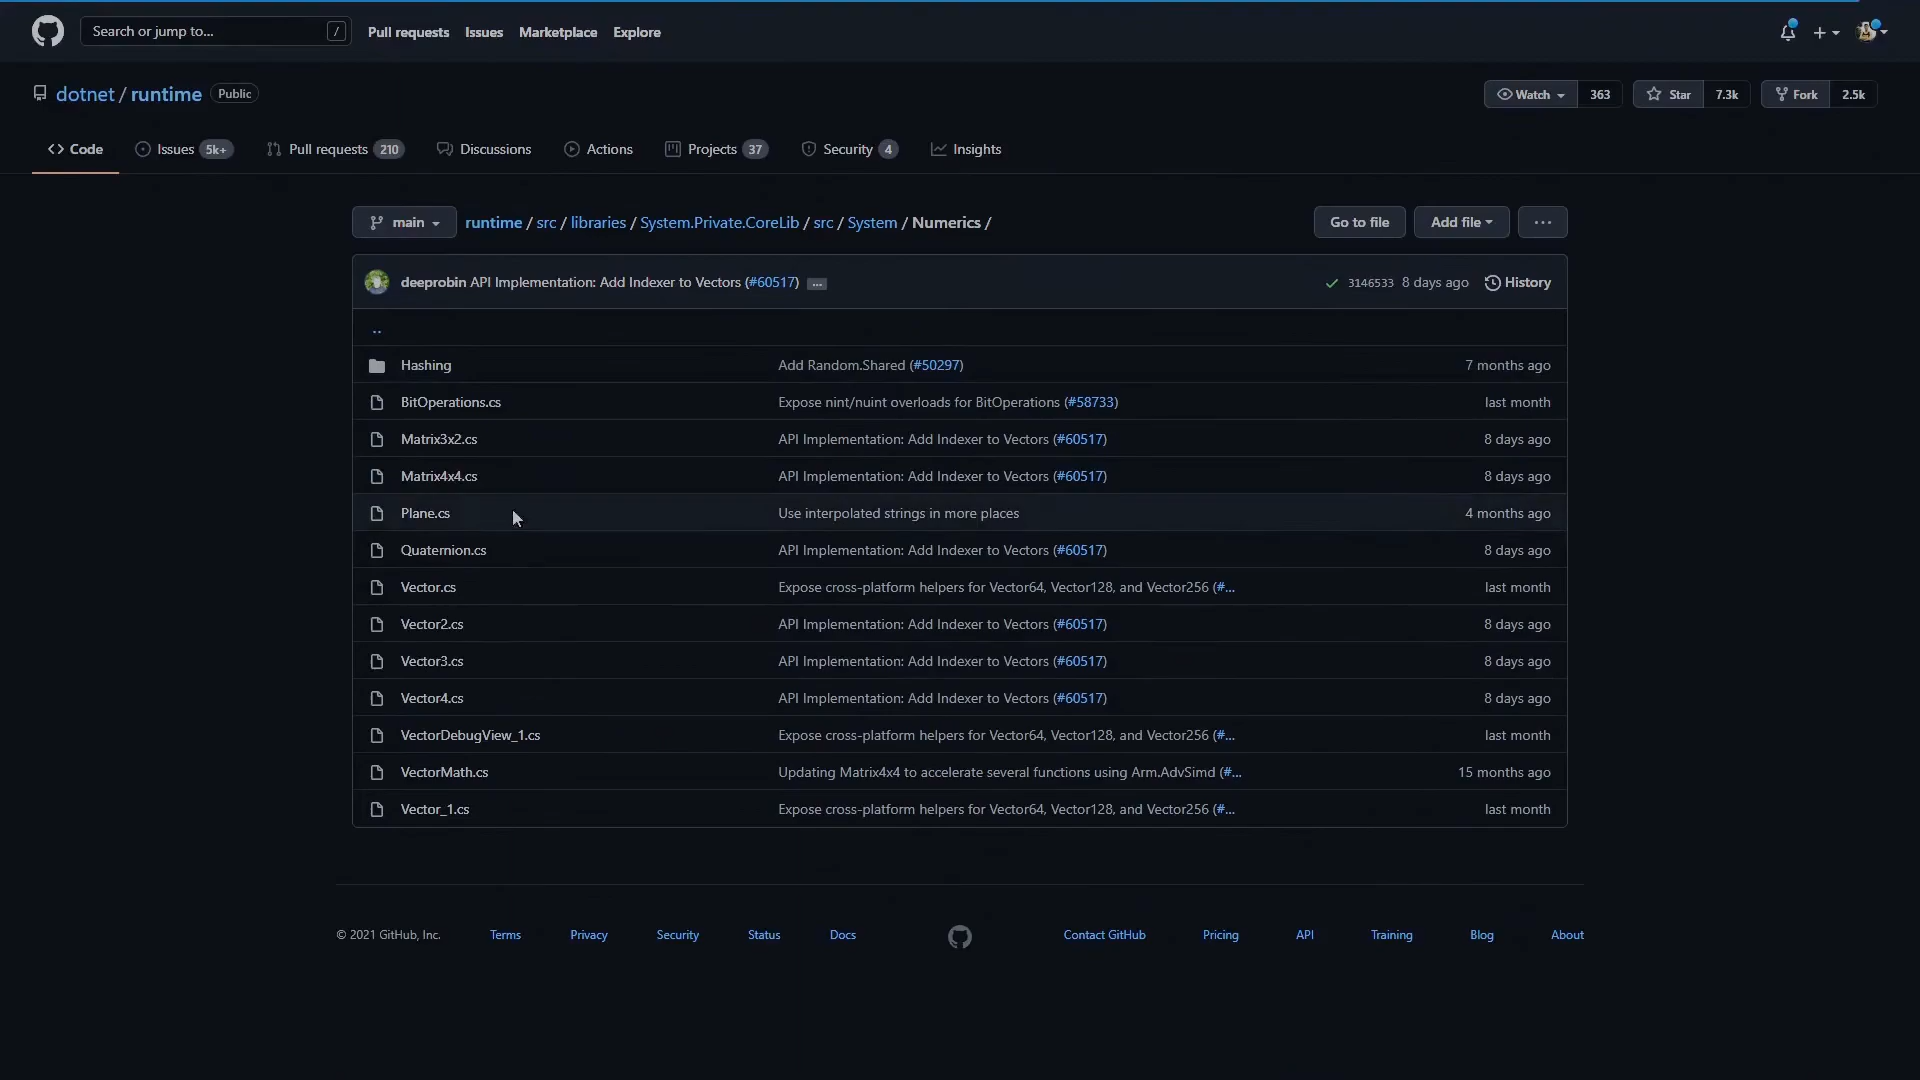 Search or jump to... /
Pull requests Issues Marketplace Explore
dotnet / runtime Public
Watch 363 Star 7.3k Fork 2.5k
Code Issues 5k+ Pull requests 210 Discussions Actions Projects 37 Security 4 Insights
main runtime / src / libraries / System.Private.CoreLib / src / System / Numerics / Go to file Add file ...
deeprobin API Implementation: Add Indexer to Vectors (#60517) ... 3146533 8 days ago History
..
Hashing Add Random.Shared (#50297) 7 months ago
BitOperations.cs Expose nint/nuint overloads for BitOperations (#58733) last month
Matrix3x2.cs API Implementation: Add Indexer to Vectors (#60517) 8 days ago
Matrix4x4.cs API Implementation: Add Indexer to Vectors (#60517) 8 days ago
Plane.cs Use interpolated strings in more places 4 months ago
Quaternion.cs API Implementation: Add Indexer to Vectors (#60517) 8 days ago
Vector.cs Expose cross-platform helpers for Vector64, Vector128, and Vector256 (#... last month
Vector2.cs API Implementation: Add Indexer to Vectors (#60517) 8 days ago
Vector3.cs API Implementation: Add Indexer to Vectors (#60517) 8 days ago
Vector4.cs API Implementation: Add Indexer to Vectors (#60517) 8 days ago
VectorDebugView_1.cs Expose cross-platform helpers for Vector64, Vector128, and Vector256 (#... last month
VectorMath.cs Updating Matrix4x4 to accelerate several functions using Arm.AdvSimd (#... 15 months ago
Vector_1.cs Expose cross-platform helpers for Vector64, Vector128, and Vector256 (#... last month
© 2021 GitHub, Inc. Terms Privacy Security Status Docs Contact GitHub Pricing API Training Blog About